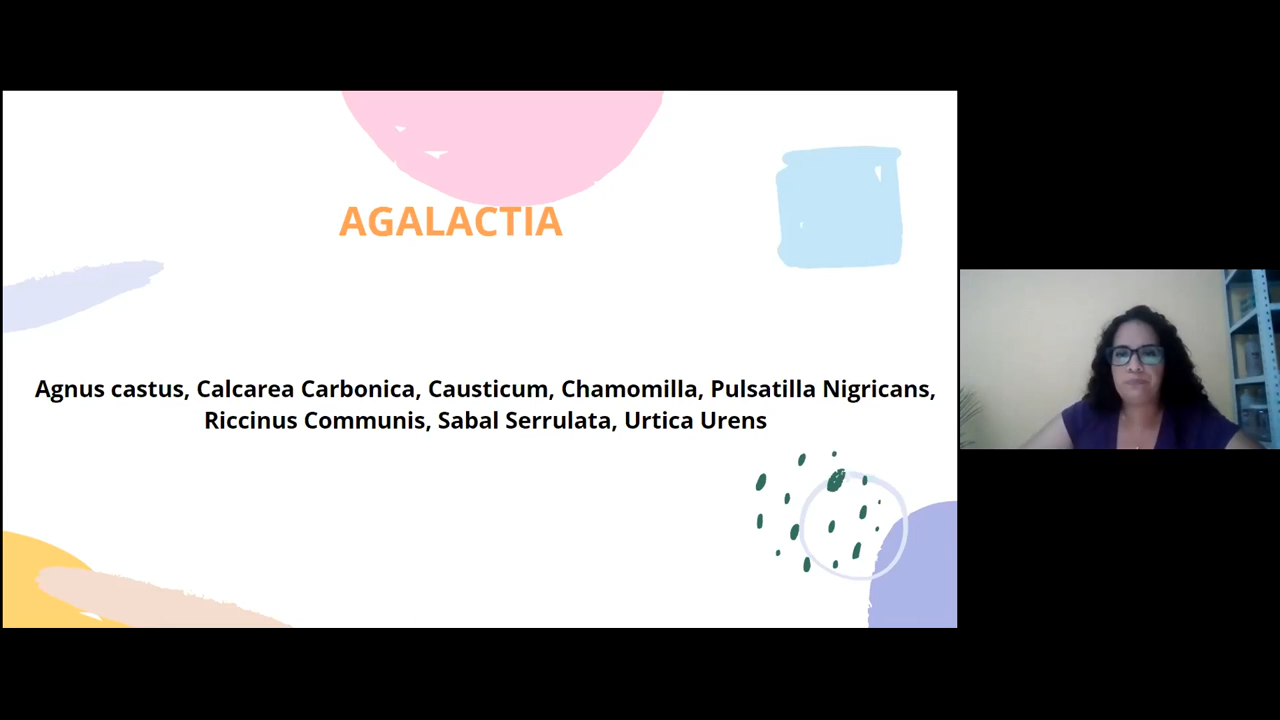 AGALACTIA
Agnus castus, Calcarea Carbonica, Causticum, Chamomilla, Pulsatilla Nigricans,
Riccinus Communis, Sabal Serrulata, Urtica Urens